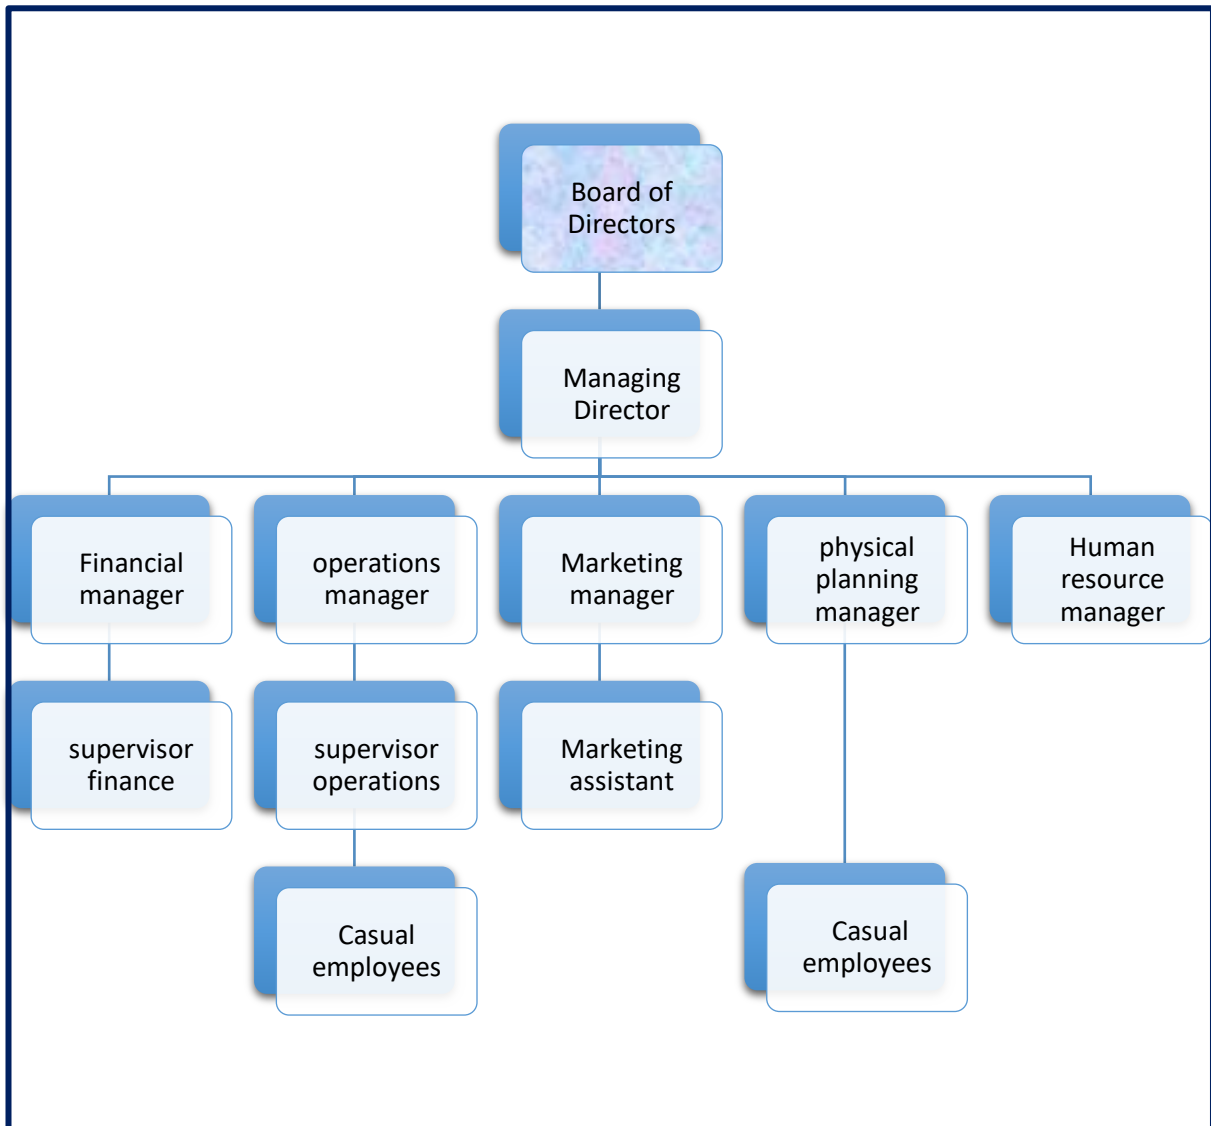 Board of
Directors
Managing
Director
Financial
manager
operations
manager
Marketing
manager
physical
planning
manager
Human
resource
manager
supervisor
finance
supervisor
operations
Marketing
assistant
Casual
employees
Casual
employees